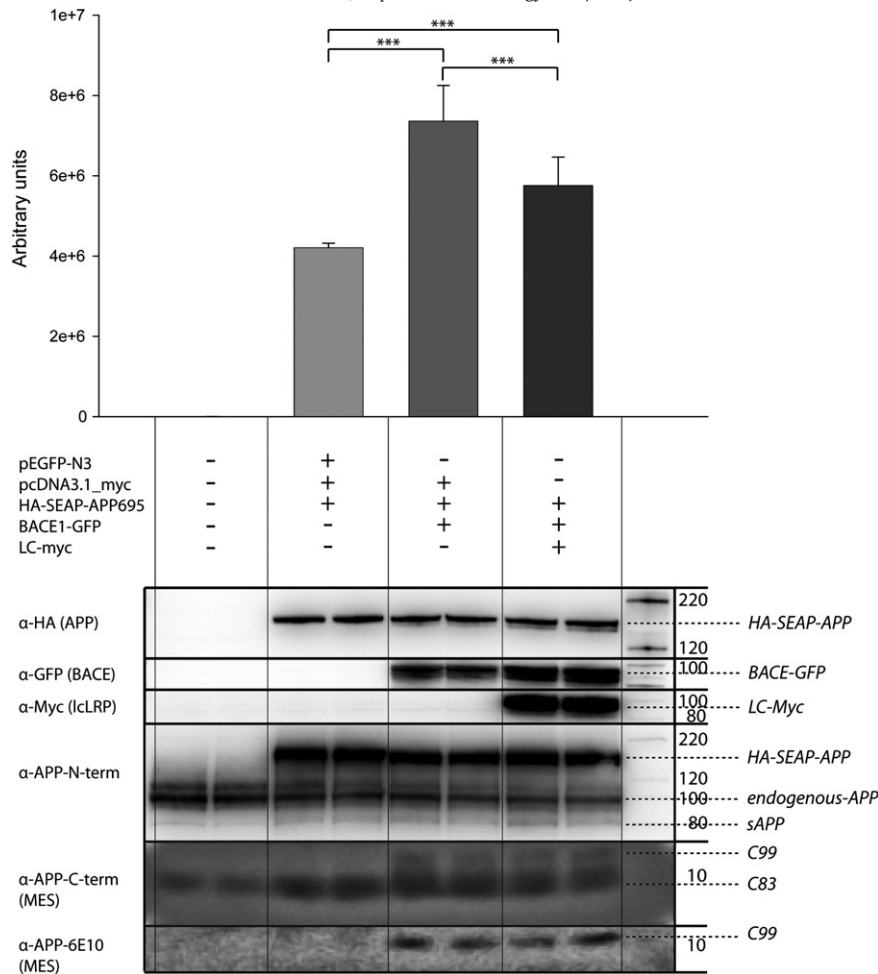 1e+7
8e+6
6e+6
4e+6
2e+6
0
Arbitrary units
***
***
***
pEGFP-N3 - + - -
pcDNA3.1_myc - + + -
HA-SEAP-APP695 - + + +
BACE1-GFP - - + +
LC-myc - - - +
α-HA (APP) 220 120 HA-SEAP-APP
α-GFP (BACE) 100 BACE-GFP
α-Myc (lcLRP) 100 80 LC-Myc
α-APP-N-term 220 120 100 80
HA-SEAP-APP
endogenous-APP
sAPP
α-APP-C-term
(MES)
10
C99
C83
α-APP-6E10
(MES)
10
C99